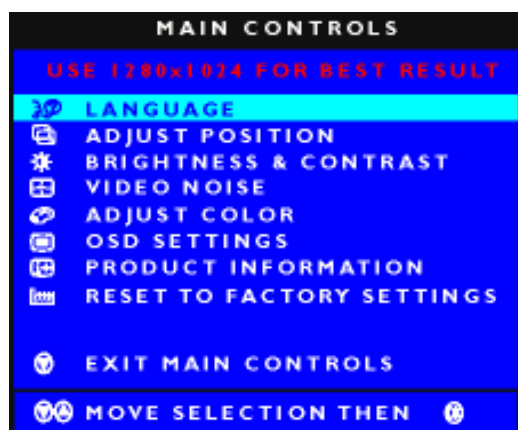 MAIN CONTROLS
USE 1280x1024 FOR BEST RESULT
LANGUAGE
ADJUST POSITION
BRIGHTNESS & CONTRAST
VIDEO NOISE
ADJUST COLOR
OSD SETTINGS
PRODUCT INFORMATION
RESET TO FACTORY SETTINGS
EXIT MAIN CONTROLS
MOVE SELECTION THEN